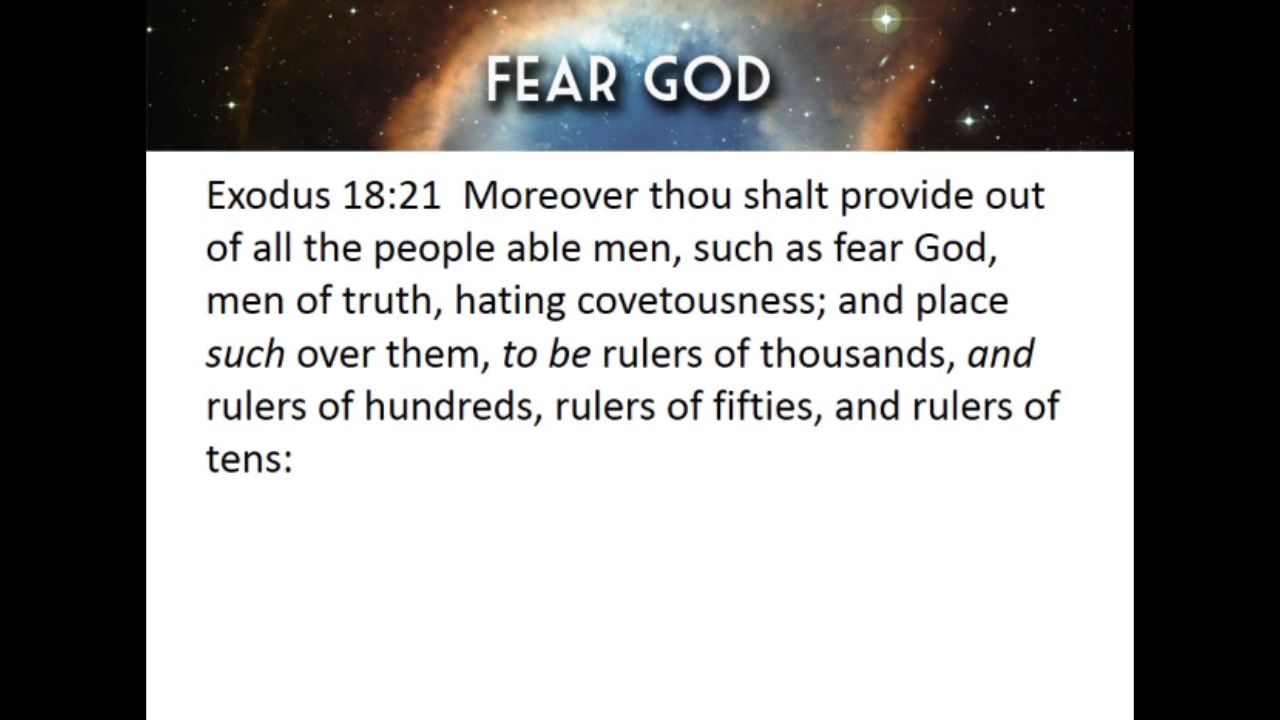 FEAR GOD
Exodus 18:21  Moreover thou shalt provide out
of all the people able men, such as fear God,
men of truth, hating covetousness; and place
such over them, to be rulers of thousands, and
rulers of hundreds, rulers of fifties, and rulers of
tens: